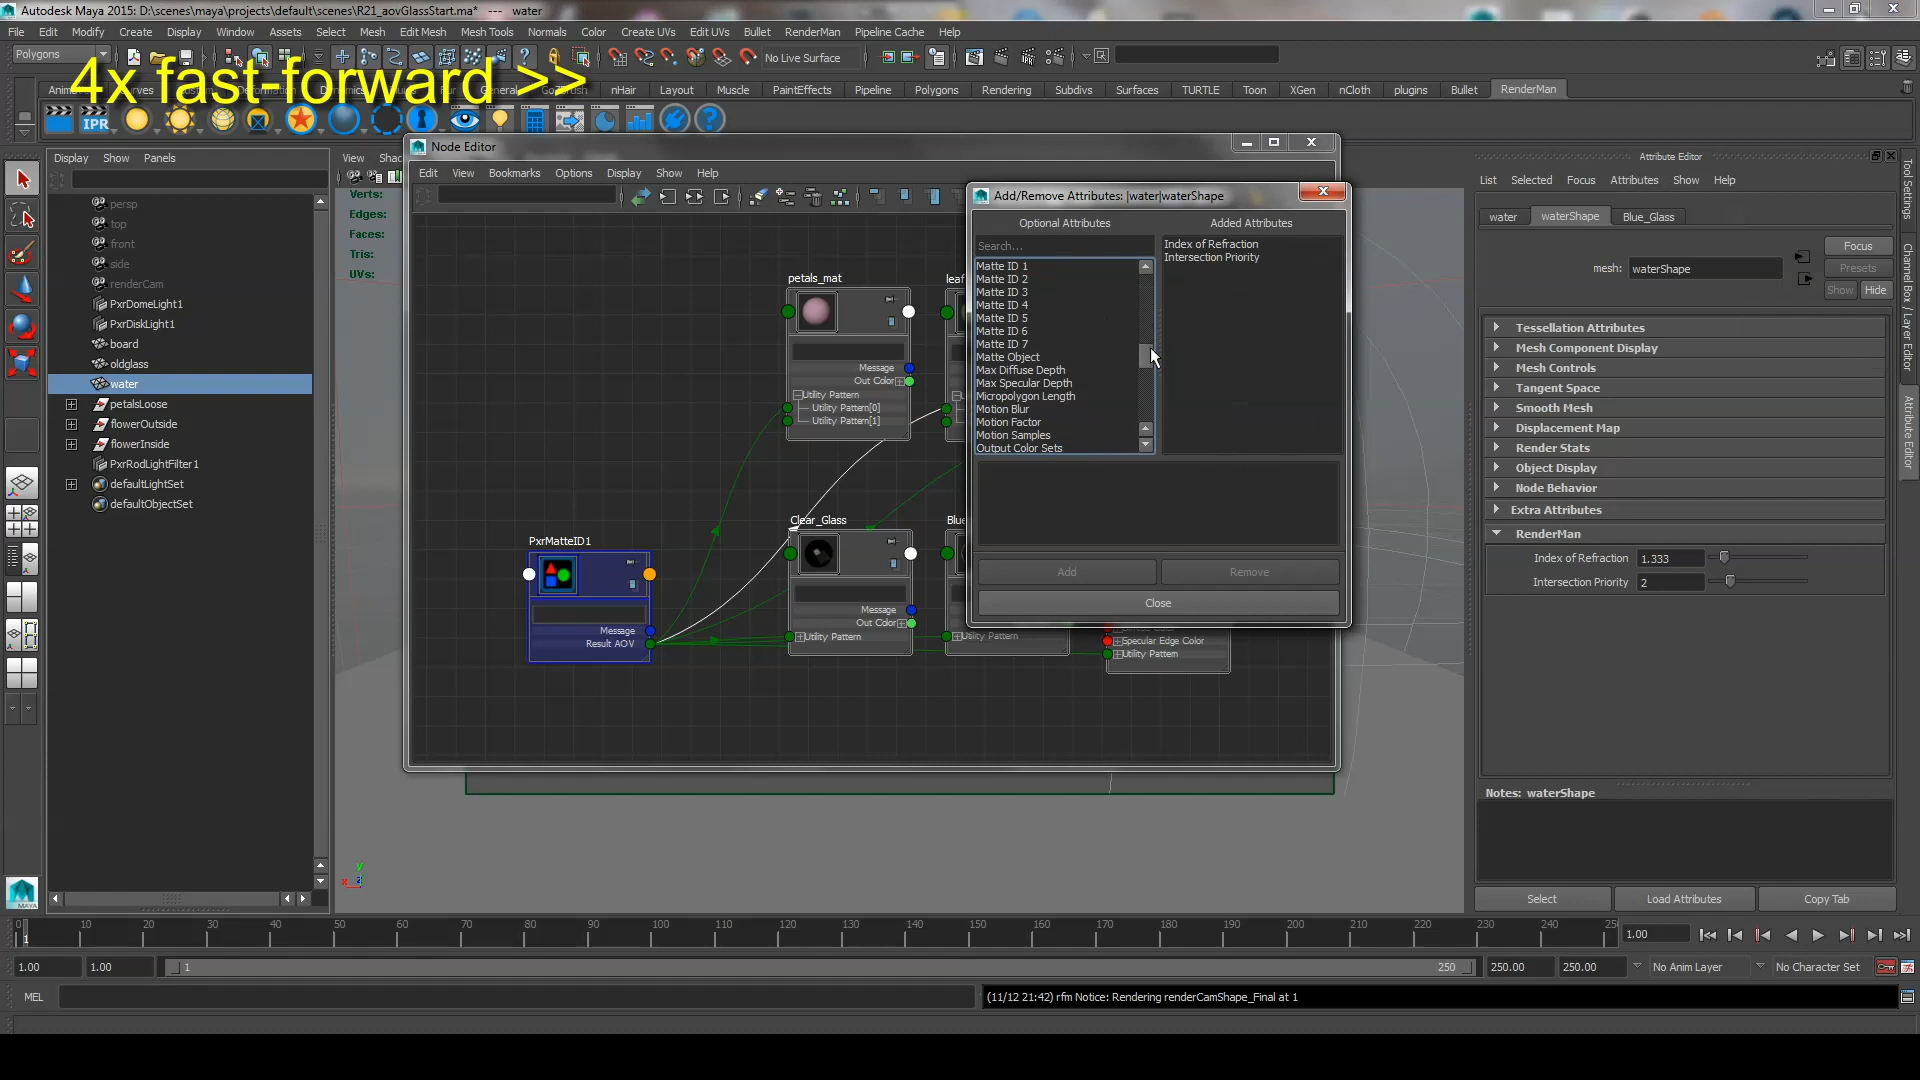 Autodesk Maya 2015: D:\scenes\maya\projects\default\scenes\R21_aovGlassStart.ma* --- water
File Edit Modify Create Display Window Assets Select Mesh Edit Mesh Mesh Tools Normals Color Create UVs Edit UVs Bullet RenderMan Pipeline Cache Help
Polygons No Live Surface
4x fast-forward >>
nHair Layout Muscle PaintEffects Pipeline Polygons Rendering Subdivs Surfaces TURTLE Toon XGen nCloth plugins Bullet RenderMan
IPR
Display Show Panels
persp
top
front
side
renderCam
PxrDomeLight1
PxrDiskLight1
board
oldglass
water
petalsLoose
flowerOutside
flowerInside
PxrRodLightFilter1
defaultLightSet
defaultObjectSet
View
Verts:
Edges:
Faces:
Tris:
UVs:
Node Editor
Edit View Bookmarks Options Display Show Help
petals_mat
Message
Out Color
Utility Pattern
Utility Pattern[0]
Utility Pattern[1]
PxrMatteID1
Message
Result AOV
Clear_Glass
Message
Out Color
Utility Pattern
Utility Pattern
Specular Edge Color
Utility Pattern
Add/Remove Attributes: |water|waterShape
Optional Attributes Added Attributes
Search...
Matte ID 1
Matte ID 2
Matte ID 3
Matte ID 4
Matte ID 5
Matte ID 6
Matte ID 7
Matte Object
Max Diffuse Depth
Max Specular Depth
Micropolygon Length
Motion Blur
Motion Factor
Motion Samples
Output Color Sets
Index of Refraction
Intersection Priority
Add Remove
Close
Attribute Editor
List Selected Focus Attributes Show Help
water waterShape Blue_Glass
mesh: waterShape
Focus
Presets
Show Hide
Tessellation Attributes
Mesh Component Display
Mesh Controls
Tangent Space
Smooth Mesh
Displacement Map
Render Stats
Object Display
Node Behavior
Extra Attributes
RenderMan
Index of Refraction 1.333
Intersection Priority 2
Notes: waterShape
Select Load Attributes Copy Tab
Tool Settings
Channel Box / Layer Editor
Attribute Editor
0 10 20 30 40 50 60 70 80 90 100 110 120 130 140 150 160 170 180 190 200 210 220 230 240
1
1.00
1.00 1.00 1 250 250.00 250.00 No Anim Layer No Character Set
MEL (11/12 21:42) rfm Notice: Rendering renderCamShape_Final at 1